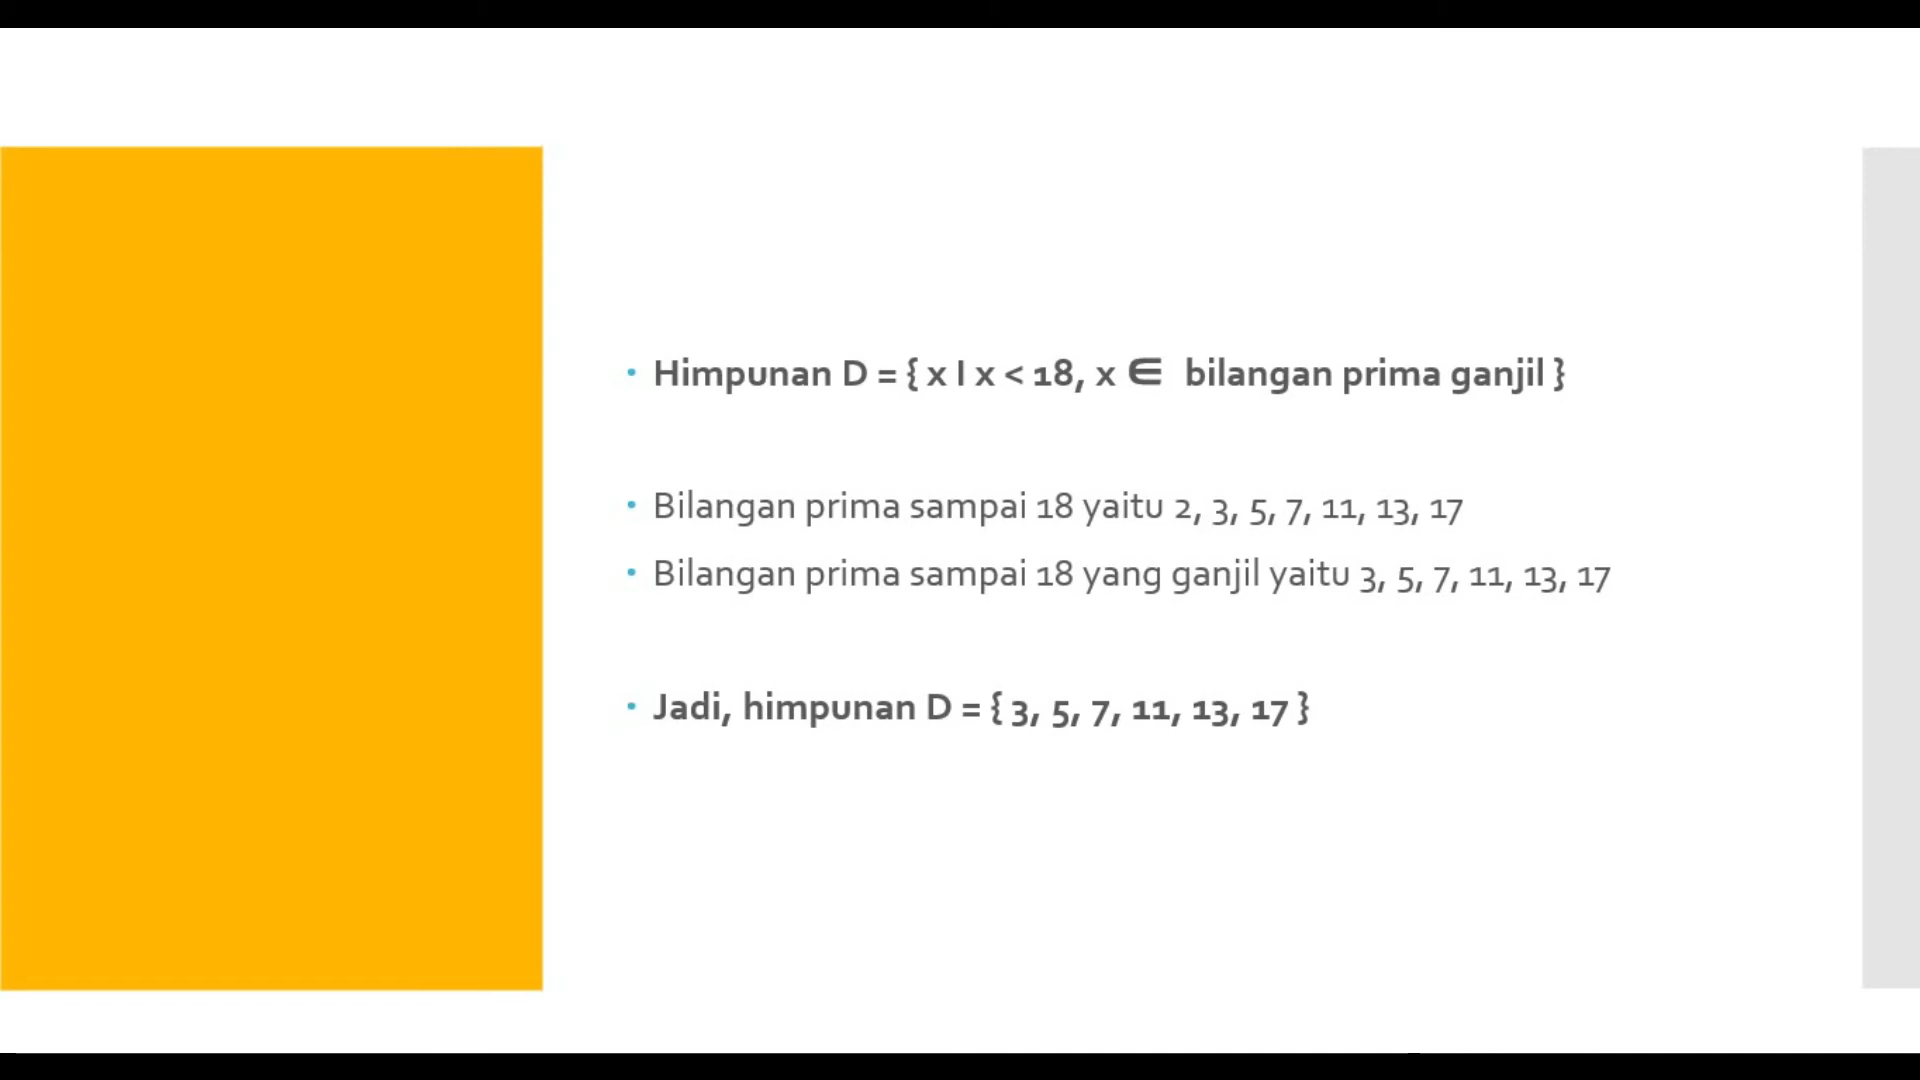 • Himpunan D = { x I x < 18, x ∈ bilangan prima ganjil }
• Bilangan prima sampai 18 yaitu 2, 3, 5, 7, 11, 13, 17
• Bilangan prima sampai 18 yang ganjil yaitu 3, 5, 7, 11, 13, 17
• Jadi, himpunan D = { 3, 5, 7, 11, 13, 17 }